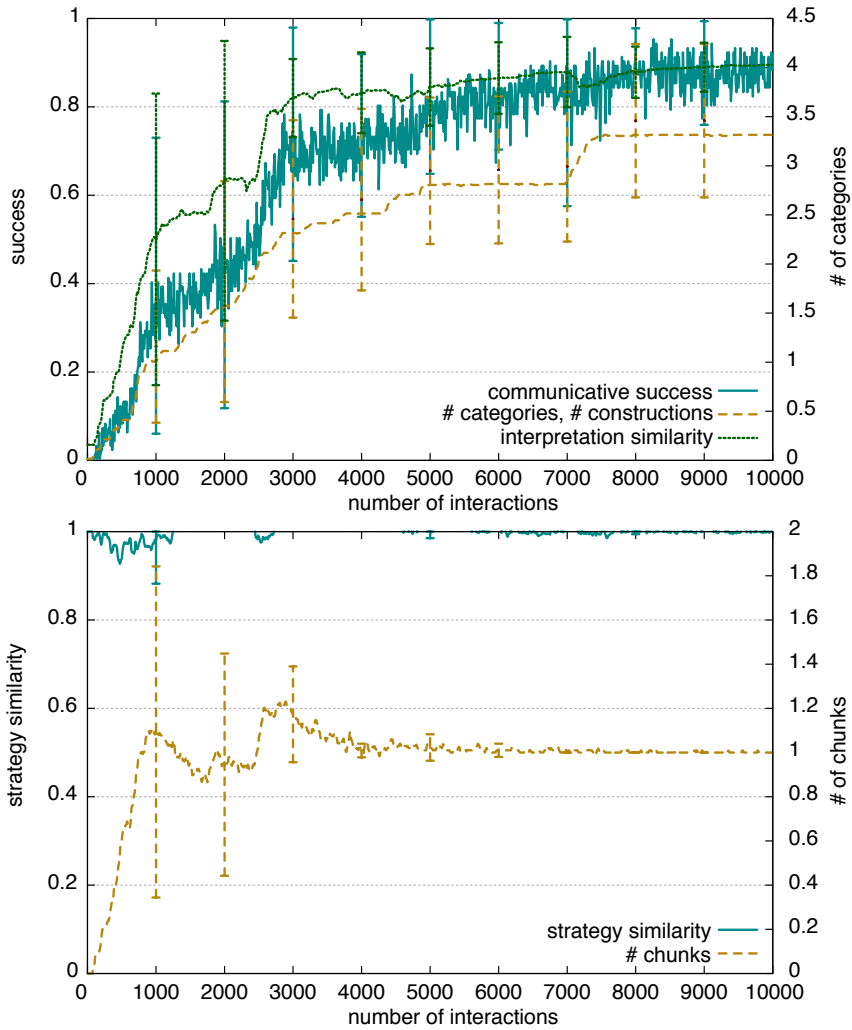 1
0.8
0.6
0.4
0.2
0
success
4.5
4
3.5
3
2.5
2
1.5
1
0.5
0
# of categories
communicative success
# categories, # constructions
interpretation similarity
0 1000 2000 3000 4000 5000 6000 7000 8000 9000 10000
number of interactions
1
0.8
0.6
0.4
0.2
0
strategy similarity
2
1.8
1.6
1.4
1.2
1
0.8
0.6
0.4
0.2
0
# of chunks
strategy similarity
# chunks
0 1000 2000 3000 4000 5000 6000 7000 8000 9000 10000
number of interactions